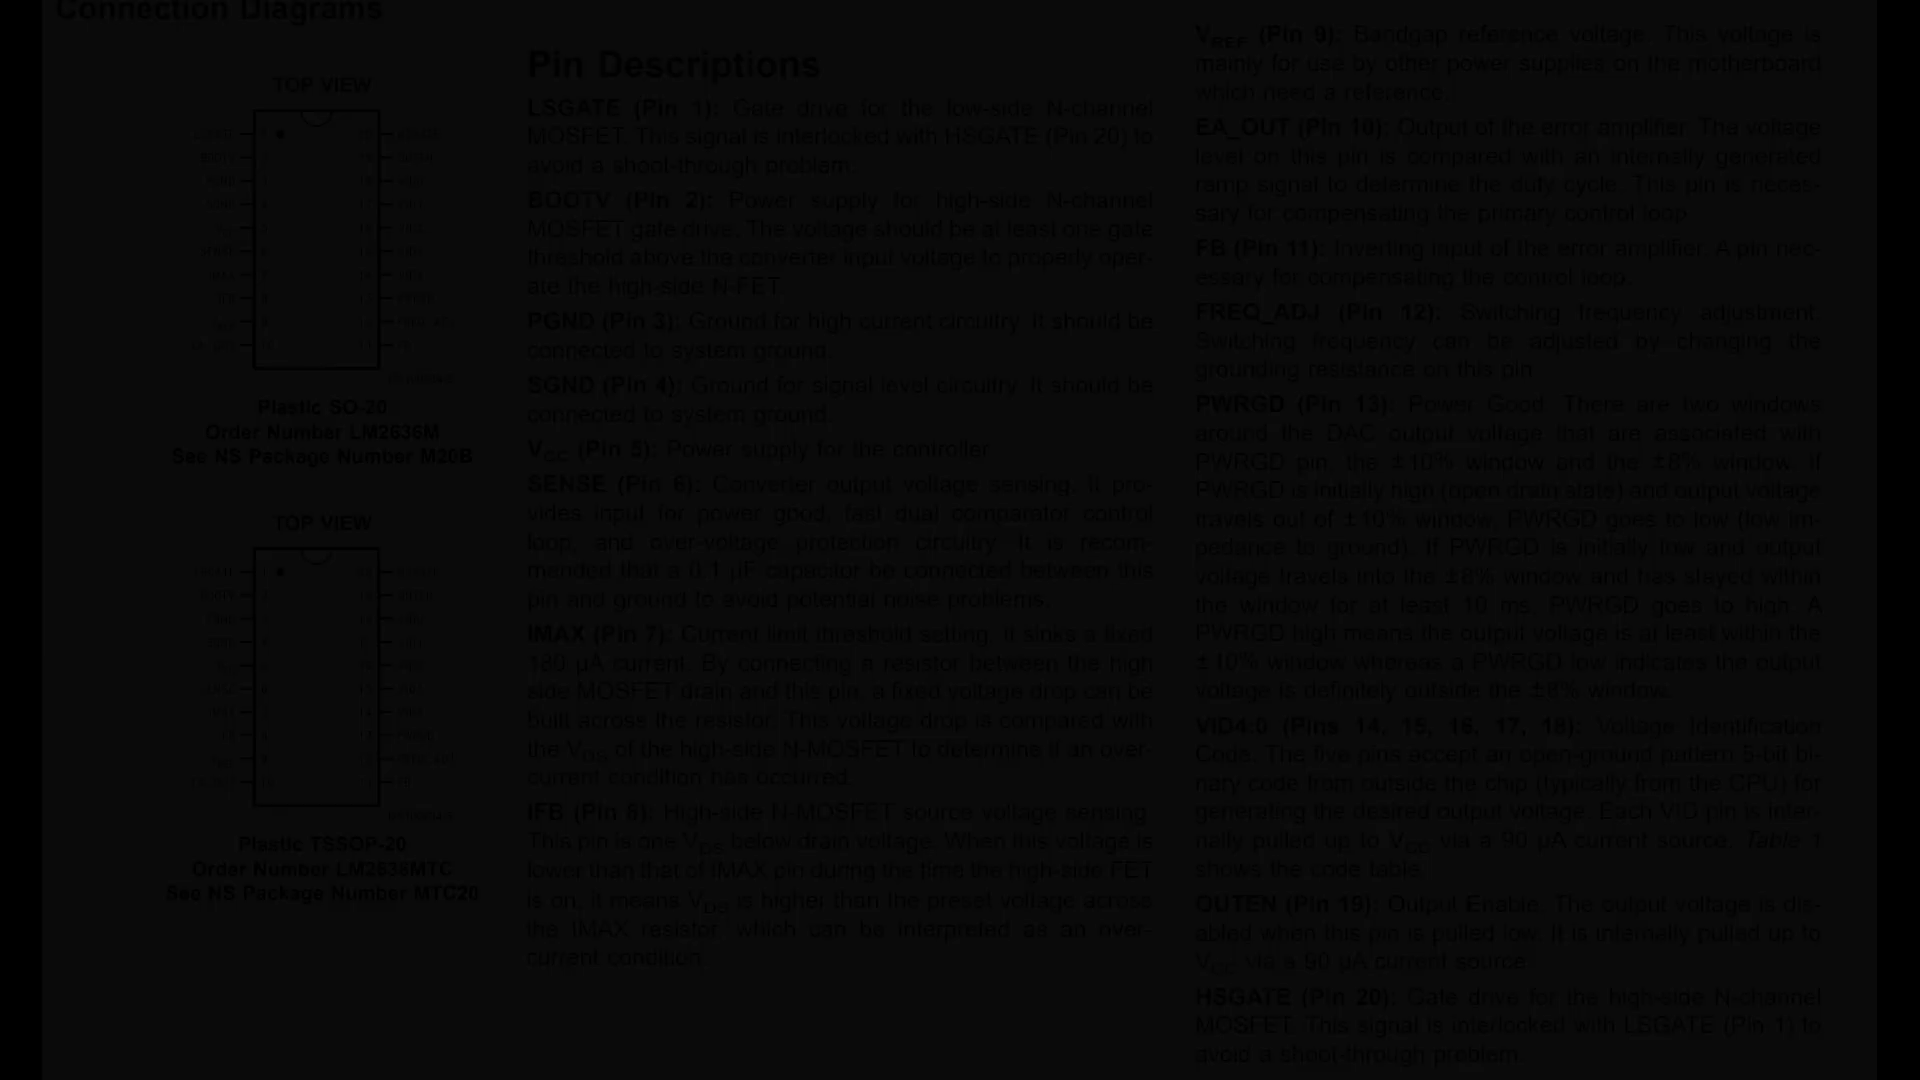 Connection Diagrams
TOP VIEW
Plastic SO-20
Order Number LM2636M
See NS Package Number M20B
TOP VIEW
Plastic TSSOP-20
Order Number LM2636MTC
See NS Package Number MTC20
Pin Descriptions
LSGATE (Pin 1): Gate drive for the low-side N-channel
MOSFET. This signal is interlocked with HSGATE (Pin 20) to
avoid a shoot-through problem.
BOOTV (Pin 2): Power supply for high-side N-channel
MOSFET gate drive. The voltage should be at least one gate
threshold above the converter input voltage to properly oper-
ate the high-side N-FET.
PGND (Pin 3): Ground for high current circuitry. It should be
connected to system ground.
SGND (Pin 4): Ground for signal level circuitry. It should be
connected to system ground.
VCC (Pin 5): Power supply for the controller.
SENSE (Pin 6): Converter output voltage sensing. It pro-
vides input for power good, fast dual comparator control
loop, and over-voltage protection circuitry. It is recom-
mended that a 0.1 µF capacitor be connected between this
pin and ground to avoid potential noise problems.
IMAX (Pin 7): Current limit threshold setting. It sinks a fixed
180 µA current. By connecting a resistor between the high
side MOSFET drain and this pin, a fixed voltage drop can be
built across the resistor. This voltage drop is compared with
the VDS of the high-side N-MOSFET to determine if an over-
current condition has occurred.
IFB (Pin 8): High-side N-MOSFET source voltage sensing.
This pin is one VDS below drain voltage. When this voltage is
lower than that of IMAX pin during the time the high-side FET
is on, it means VDS is higher than the preset voltage across
the IMAX resistor, which can be interpreted as an over-
current condition.
VREF (Pin 9): Bandgap reference voltage. This voltage is
mainly for use by other power supplies on the motherboard
which need a reference.
EA_OUT (Pin 10): Output of the error amplifier. The voltage
level on this pin is compared with an internally generated
ramp signal to determine the duty cycle. This pin is neces-
sary for compensating the primary control loop.
FB (Pin 11): Inverting input of the error amplifier. A pin nec-
essary for compensating the control loop.
FREQ_ADJ (Pin 12): Switching frequency adjustment.
Switching frequency can be adjusted by changing the
grounding resistance on this pin.
PWRGD (Pin 13): Power Good. There are two windows
around the DAC output voltage that are associated with
PWRGD pin, the ±10% window and the ±8% window. If
PWRGD is initially high (open drain state) and output voltage
travels out of ±10% window, PWRGD goes to low (low im-
pedance to ground). If PWRGD is initially low and output
voltage travels into the ±8% window and has stayed within
the window for at least 10 ms, PWRGD goes to high. A
PWRGD high means the output voltage is at least within the
±10% window whereas a PWRGD low indicates the output
voltage is definitely outside the ±8% window.
VID4:0 (Pins 14, 15, 16, 17, 18): Voltage Identification
Code. The five pins accept an open-ground pattern 5-bit bi-
nary code from outside the chip (typically from the CPU) for
generating the desired output voltage. Each VID pin is inter-
nally pulled up to VCC via a 90 µA current source. Table 1
shows the code table.
OUTEN (Pin 19): Output Enable. The output voltage is dis-
abled when this pin is pulled low. It is internally pulled up to
VCC via a 90 µA current source.
HSGATE (Pin 20): Gate drive for the high-side N-channel
MOSFET. This signal is interlocked with LSGATE (Pin 1) to
avoid a shoot-through problem.